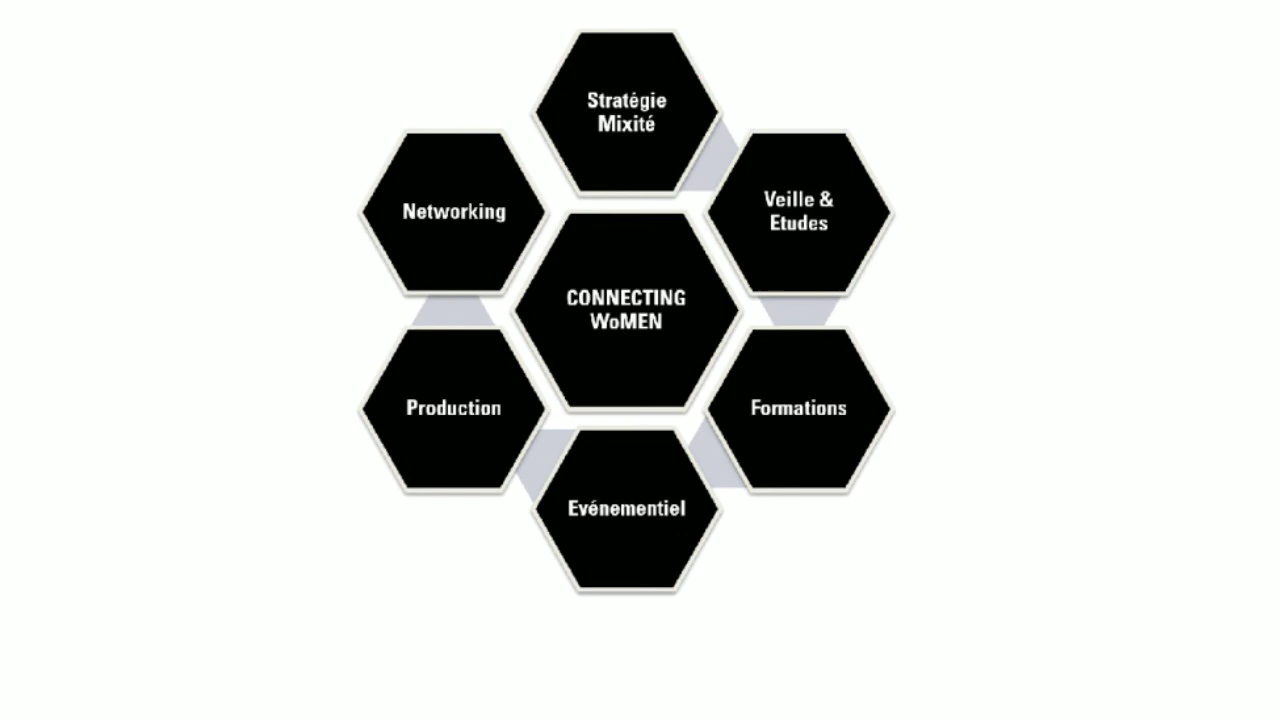 Stratégie
Mixité
Networking
Veille &
Etudes
CONNECTING
WoMEN
Production
Formations
Evénementiel